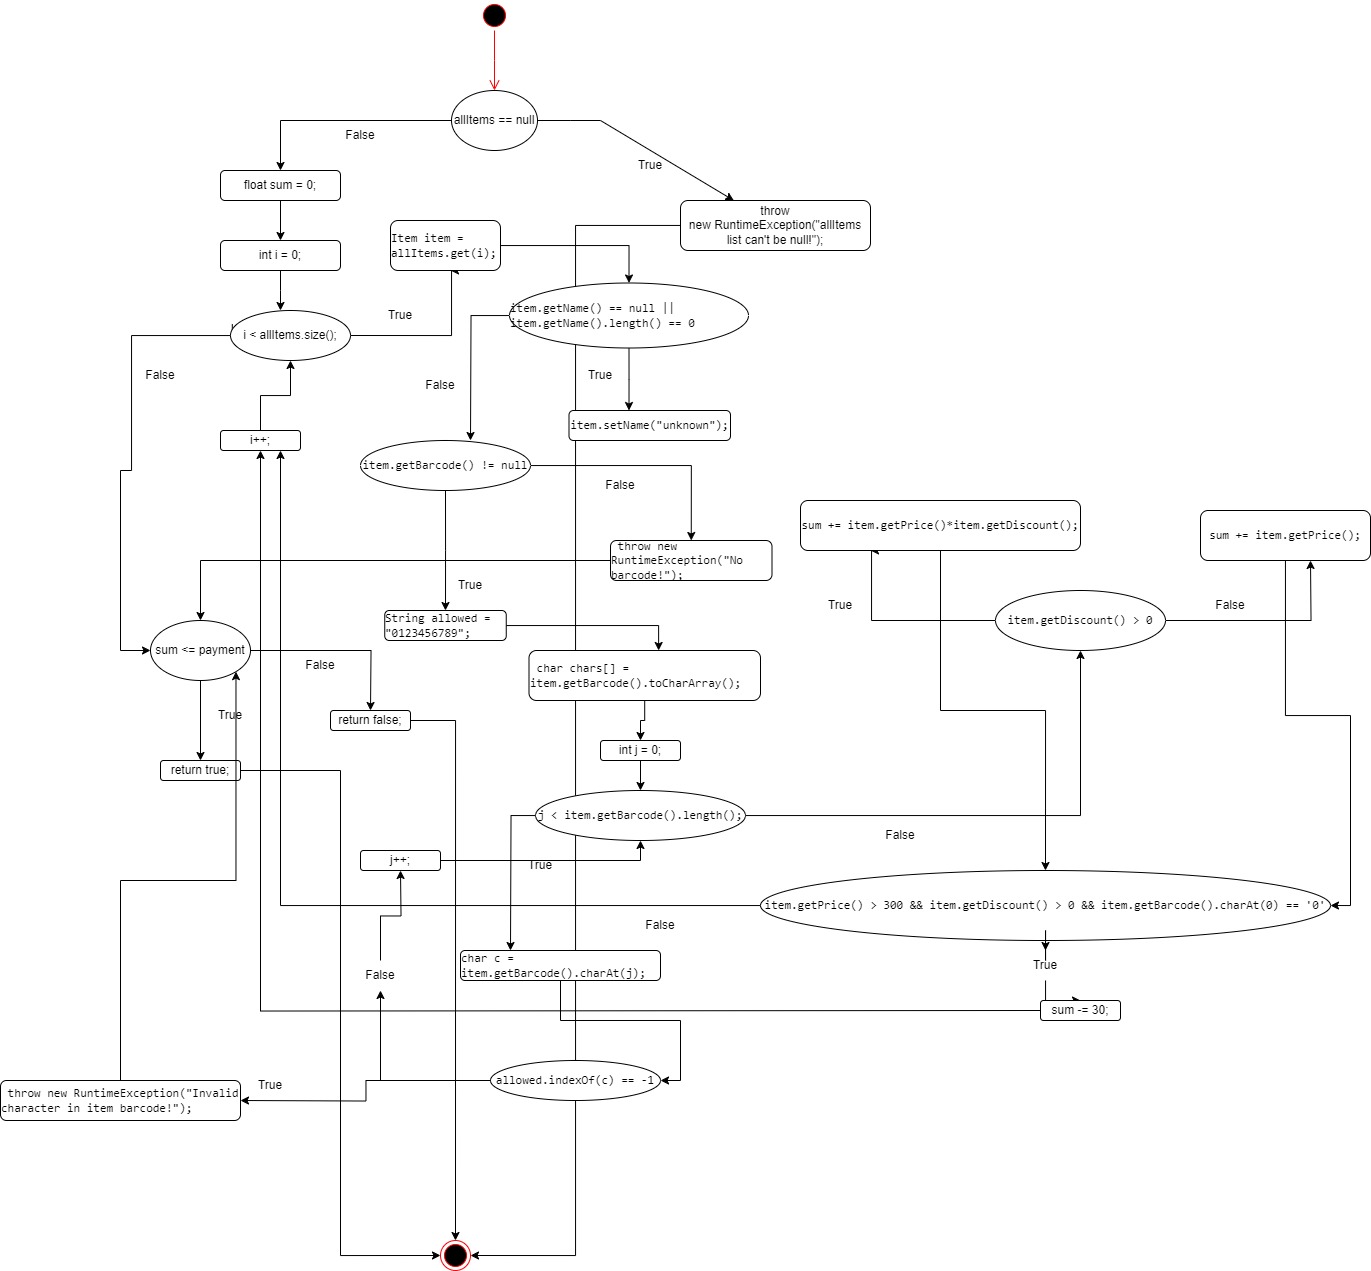 allItems == null
False
True
float sum = 0;
throw
new RuntimeException("allItems
list can't be null!");
int i = 0;
Item item =
allItems.get(i);
item.getName() == null ||
item.getName().length() == 0
True
i < allItems.size();
False
True
False
item.setName("unknown");
i++;
item.getBarcode() != null
False
sum += item.getPrice()*item.getDiscount();
sum += item.getPrice();
throw new
RuntimeException("No
barcode!");
True
True
False
String allowed =
"0123456789";
item.getDiscount() > 0
sum <= payment
False
char chars[] =
item.getBarcode().toCharArray();
True
return false;
int j = 0;
return true;
j < item.getBarcode().length();
False
j++;
True
item.getPrice() > 300 && item.getDiscount() > 0 && item.getBarcode().charAt(0) == '0'
False
char c =
item.getBarcode().charAt(j);
False
True
sum -= 30;
allowed.indexOf(c) == -1
True
throw new RuntimeException("Invalid
character in item barcode!");